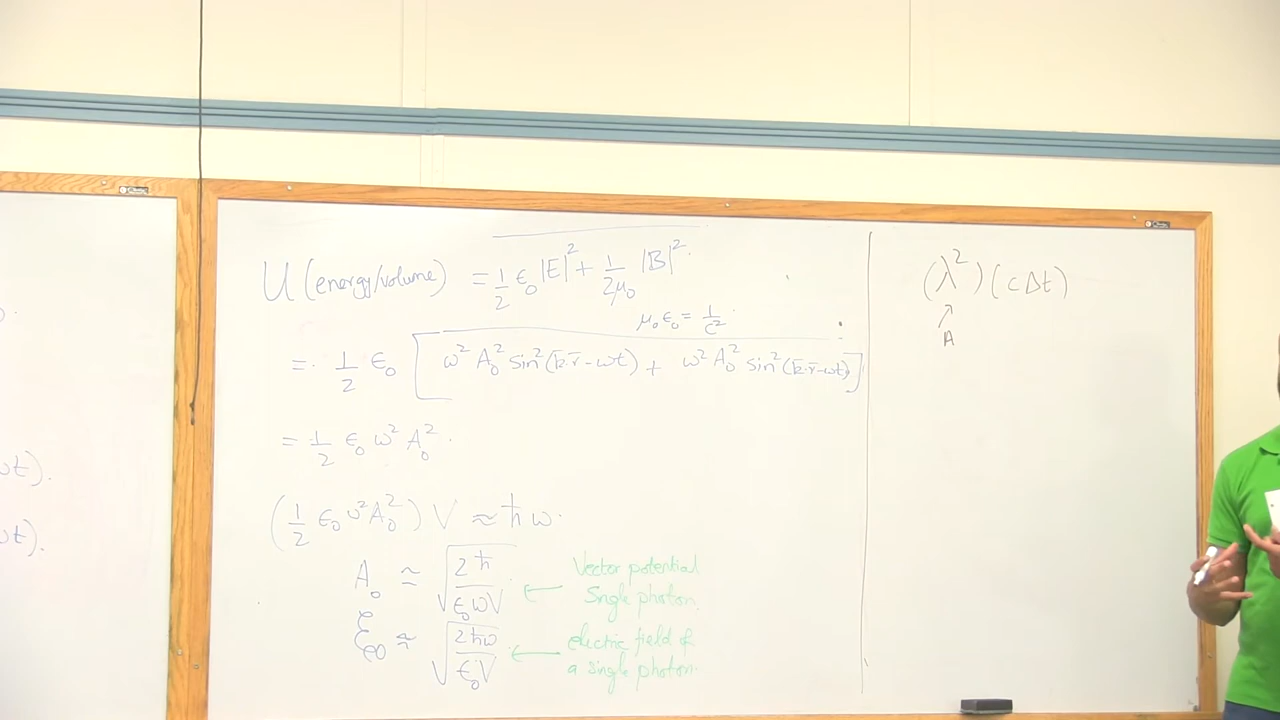 ωt).
ωt).
U (energy/volume) = 1/2 ε₀ |E|² + 1/2μ₀ |B|²
μ₀ε₀ = 1/c²
= 1/2 ε₀ [ω² A₀² sin²(k̄·r̄-ωt) + ω² A₀² sin²(k̄·r̄-ωt)]
= 1/2 ε₀ ω² A₀².
(1/2 ε₀ ω² A₀²) V ≈ ħω.
A₀ ≃ √(2ħ/ε₀ωV) ← Vector potential
Single photon.
ξ₀ ≈ √(2ħω/ε₀V) ← electric field of
a single photon.
(λ²)(cΔt)
A